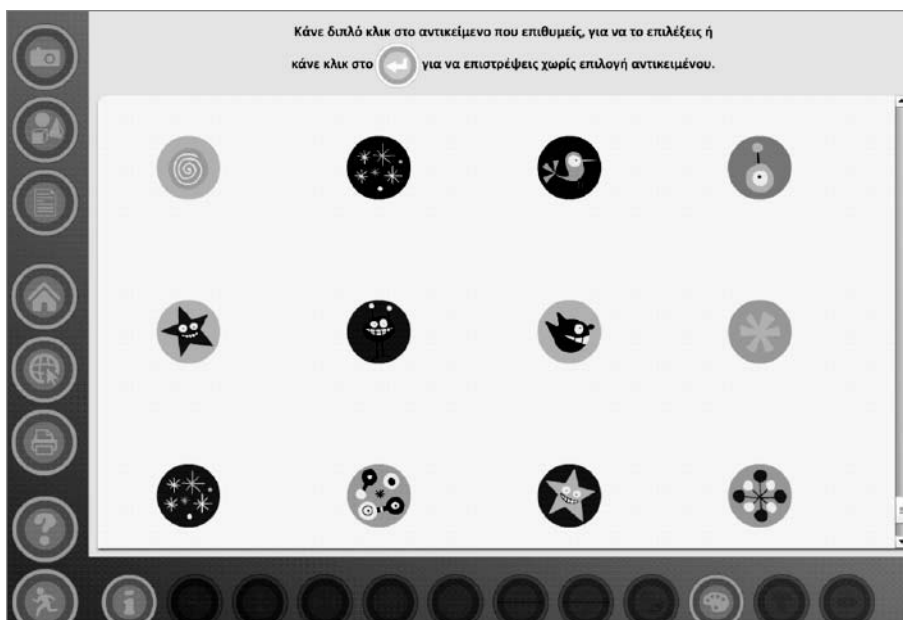 Κάνε διπλό κλικ στο αντικείμενο που επιθυμείς, για να το επιλέξεις ή
κάνε κλικ στο για να επιστρέψεις χωρίς επιλογή αντικειμένου.